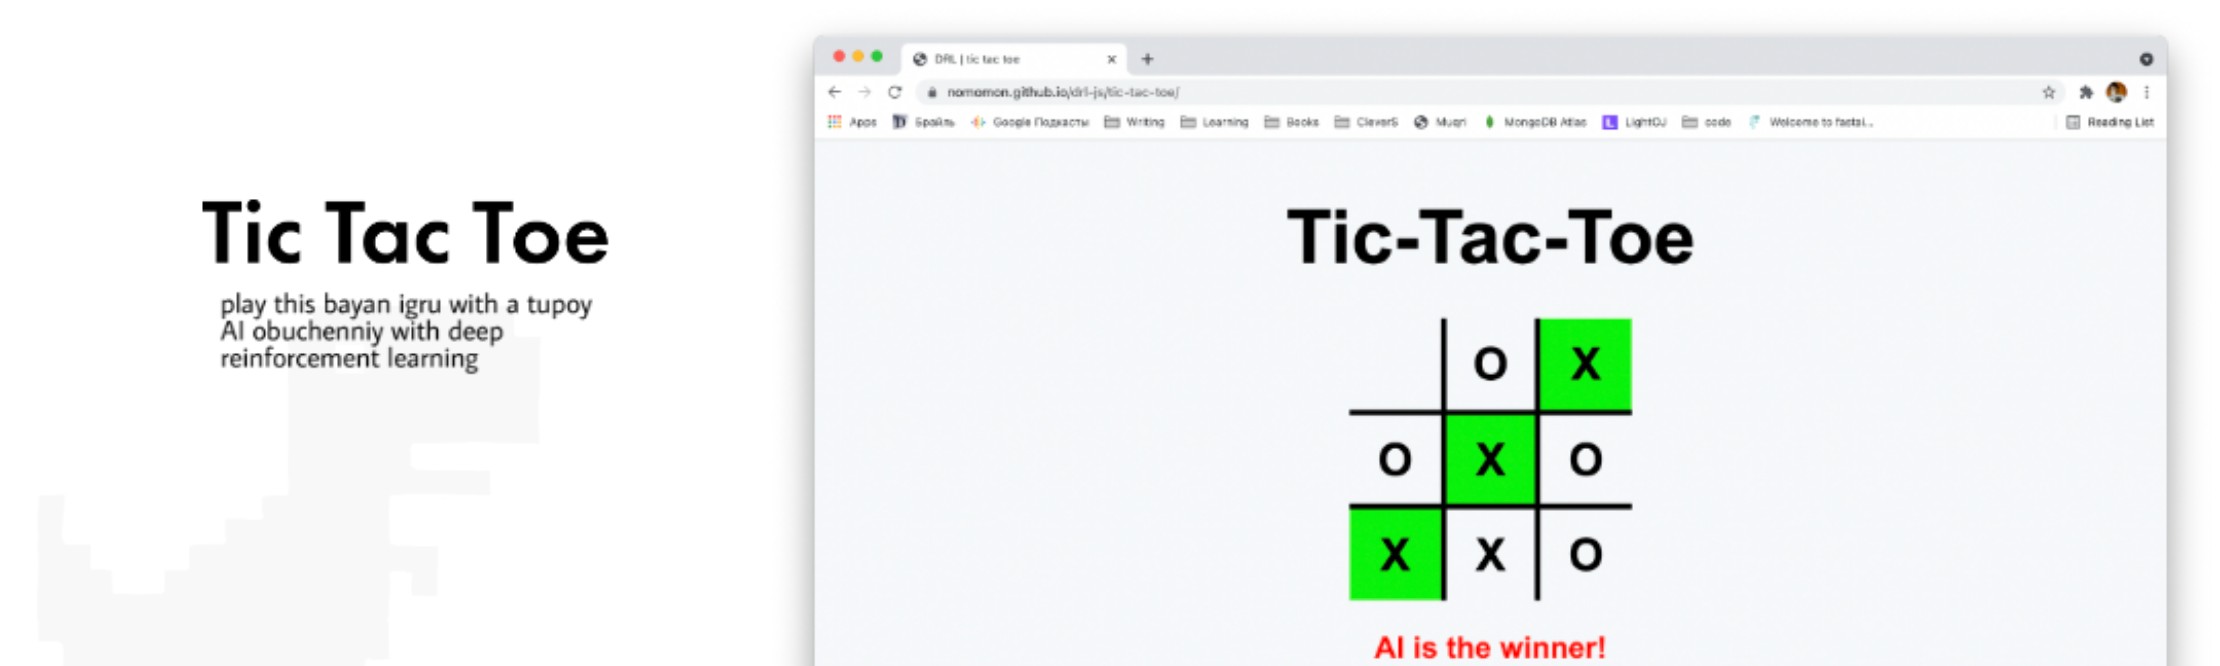 Tic Tac Toe
play this bayan igru with a tupoy
AI obuchenniy with deep
reinforcement learning
DRL | tic tac toe
nomomon.github.io/drl-js/tic-tac-toe/
Apps Брайль Google Подкасты Writing Learning Books CleverS Muqri MongoDB Atlas LightDJ code Welcome to fastai... Reading List
Tic-Tac-Toe
O X
O X O
X X O
AI is the winner!